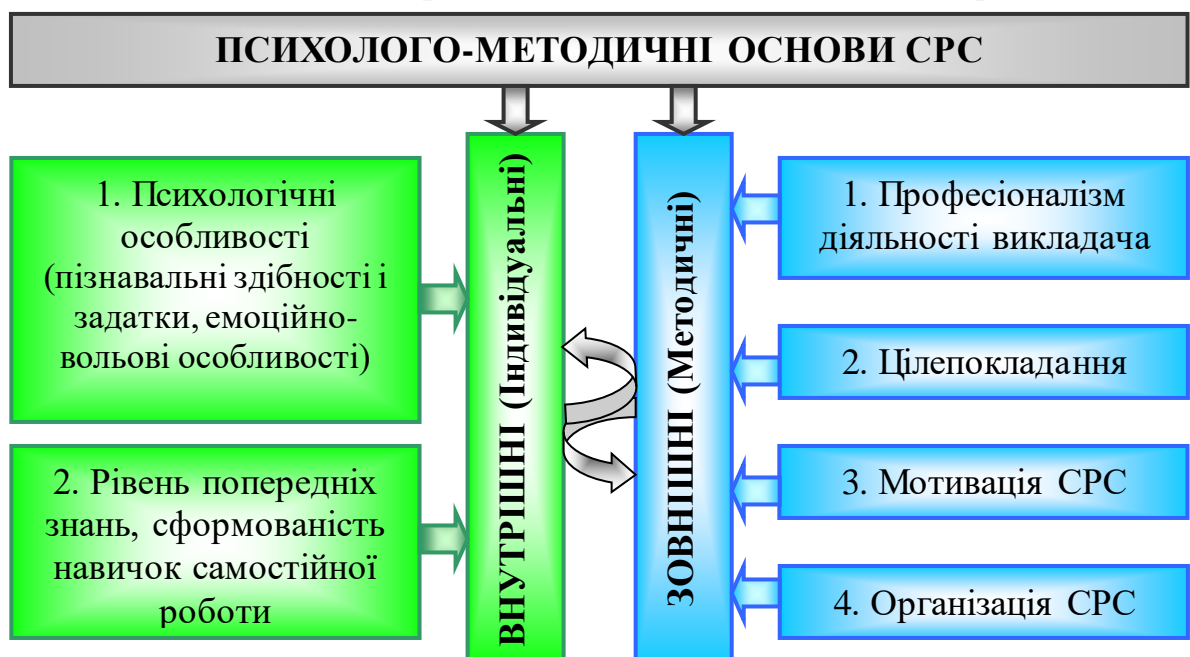 ПСИХОЛОГО-МЕТОДИЧНІ ОСНОВИ СРС
1. Психологічні
особливості
(пізнавальні здібності і
задатки, емоційно-
вольові особливості)
2. Рівень попередніх
знань, сформованість
навичок самостійної
роботи
ВНУТРІШНІ (Індивідуальні)
ЗОВНІШНІ (Методичні)
1. Професіоналізм
діяльності викладача
2. Цілепокладання
3. Мотивація СРС
4. Організація СРС